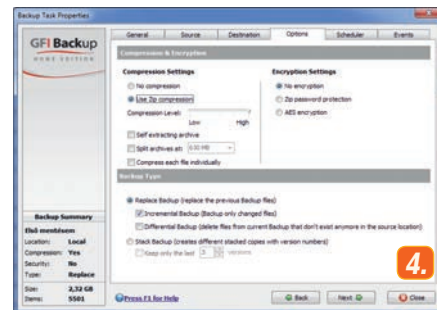 Backup Task Properties
GFI Backup
HOME EDITION
General Source Destination Options Scheduler Events
Compression & Encryption
Compression Settings
No compression
Use Zip compression
Compression Level:
Low High
Self extracting archive
Split archives at:
Compress each file individually
Encryption Settings
No encryption
Zip password protection
AES encryption
Backup Type
Replace Backup (replace the previous Backup files)
Incremental Backup (Backup only changed files)
Differential Backup (delete files from current Backup that don't exist anymore in the source location)
Stack Backup (creates different stacked copies with version numbers)
Keep only the last 3 versions
Backup Summary
Első mentésem
Location: Local
Compression: Yes
Security: No
Type: Replace
Size: 2,32 GB
Items: 5501
Press F1 for Help
Back Next Close
4.